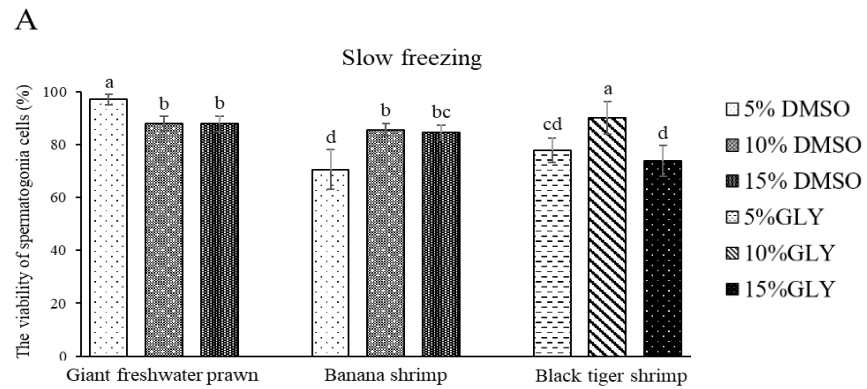 A
Slow freezing
The viability of spermatogonia cells (%)
100
80
60
40
20
0
a
b
b
d
b
bc
cd
a
d
Giant freshwater prawn
Banana shrimp
Black tiger shrimp
5% DMSO
10% DMSO
15% DMSO
5%GLY
10%GLY
15%GLY